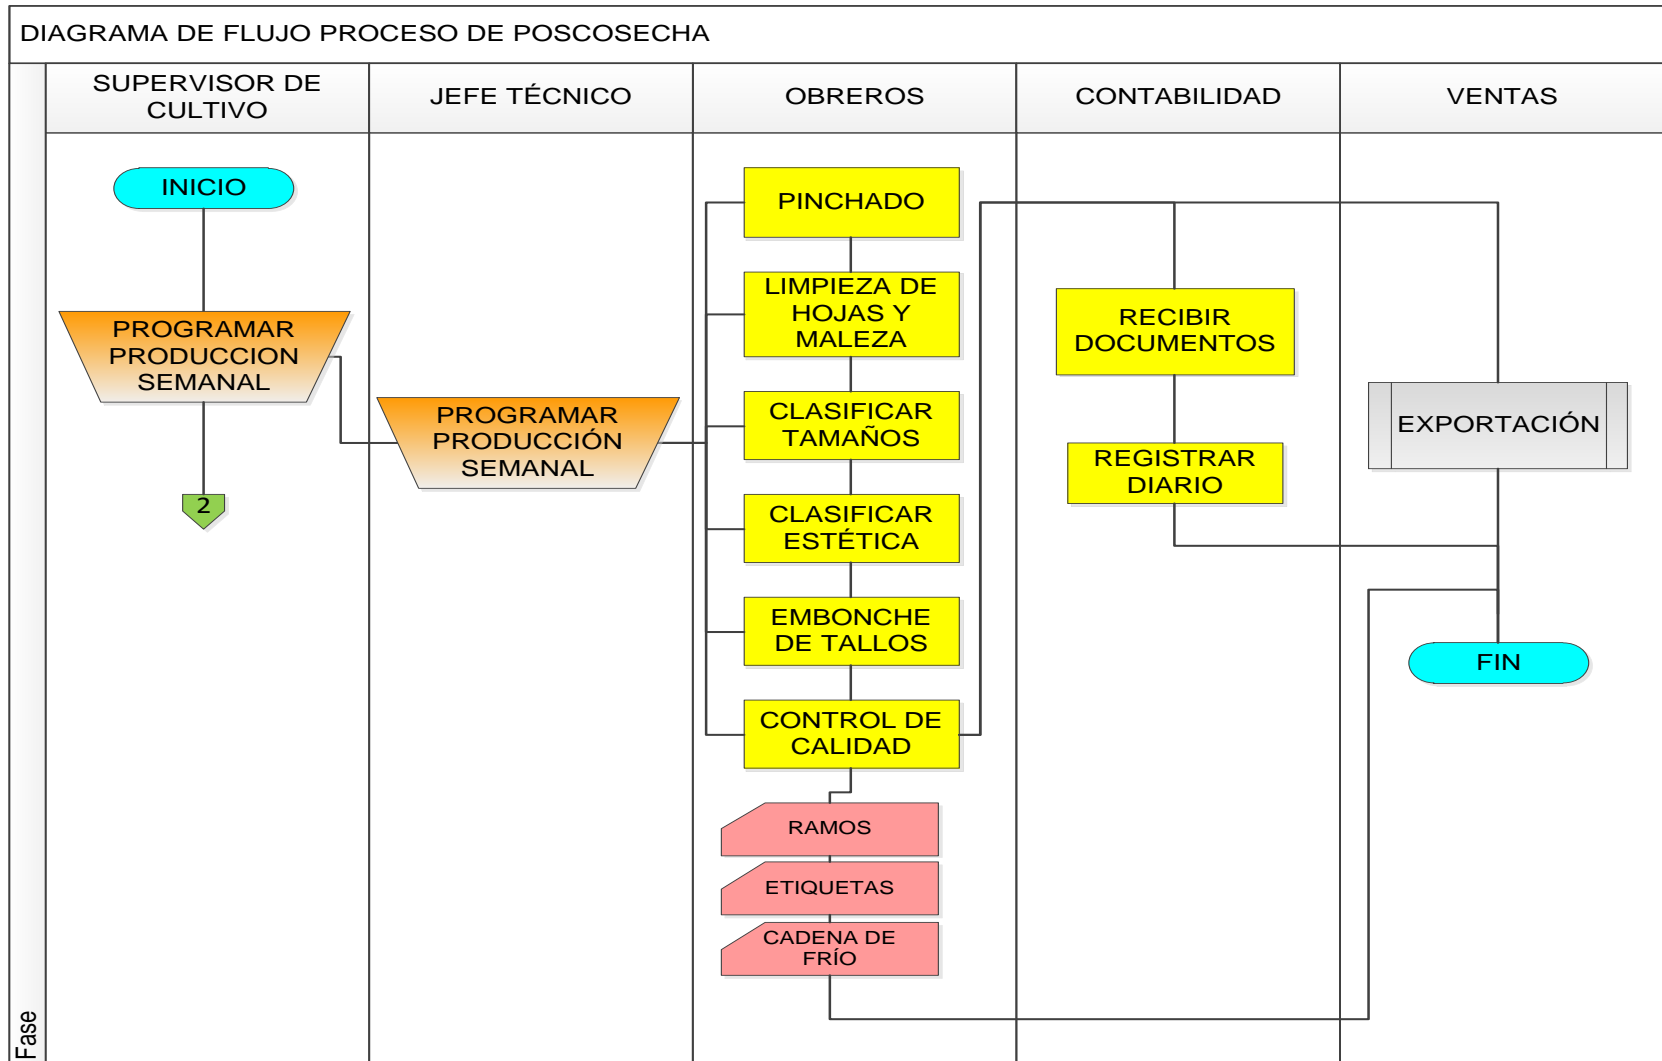 DIAGRAMA DE FLUJO PROCESO DE POSCOSECHA
Fase
SUPERVISOR DE
CULTIVO
JEFE TÉCNICO
OBREROS
CONTABILIDAD
VENTAS
INICIO
PROGRAMAR
PRODUCCION
SEMANAL
2
PROGRAMAR
PRODUCCIÓN
SEMANAL
PINCHADO
LIMPIEZA DE
HOJAS Y
MALEZA
CLASIFICAR
TAMAÑOS
CLASIFICAR
ESTÉTICA
EMBONCHE
DE TALLOS
CONTROL DE
CALIDAD
RAMOS
ETIQUETAS
CADENA DE
FRÍO
RECIBIR
DOCUMENTOS
REGISTRAR
DIARIO
EXPORTACIÓN
FIN